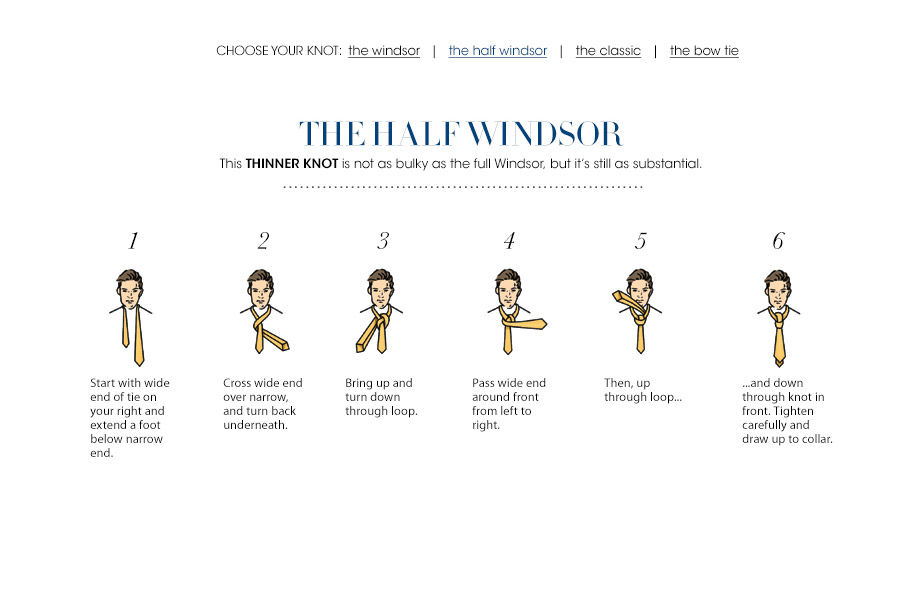 CHOOSE YOUR KNOT: the windsor | the half windsor | the classic | the bow tie
THE HALF WINDSOR
This THINNER KNOT is not as bulky as the full Windsor, but it's still as substantial.
1
Start with wide
end of tie on
your right and
extend a foot
below narrow
end.
2
Cross wide end
over narrow,
and turn back
underneath.
3
Bring up and
turn down
through loop.
4
Pass wide end
around front
from left to
right.
5
Then, up
through loop...
6
...and down
through knot in
front. Tighten
carefully and
draw up to collar.